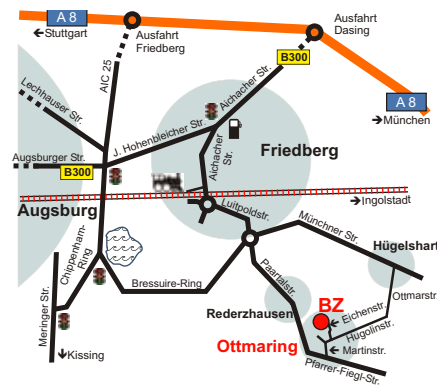 A 8
←Stuttgart
Ausfahrt
Friedberg
Ausfahrt
Dasing
B300
A 8
→München
Lechhauser Str.
AIC 25
Aichacher Str.
J. Hohenbleicher Str.
Augsburger Str.
B300
Aichacher
Str.
Friedberg
Augsburg
→Ingolstadt
Luitpoldstr.
Münchner Str.
Chippenham-
Ring
Hügelshart
Meringer Str.
Bressuire-Ring
Paartalstr.
Ottmarstr.
BZ
Eichenstr.
Rederzhausen
Hugolinstr.
Ottmaring
←Martinstr.
Kissing
Pfarrer-Fiegl-Str.